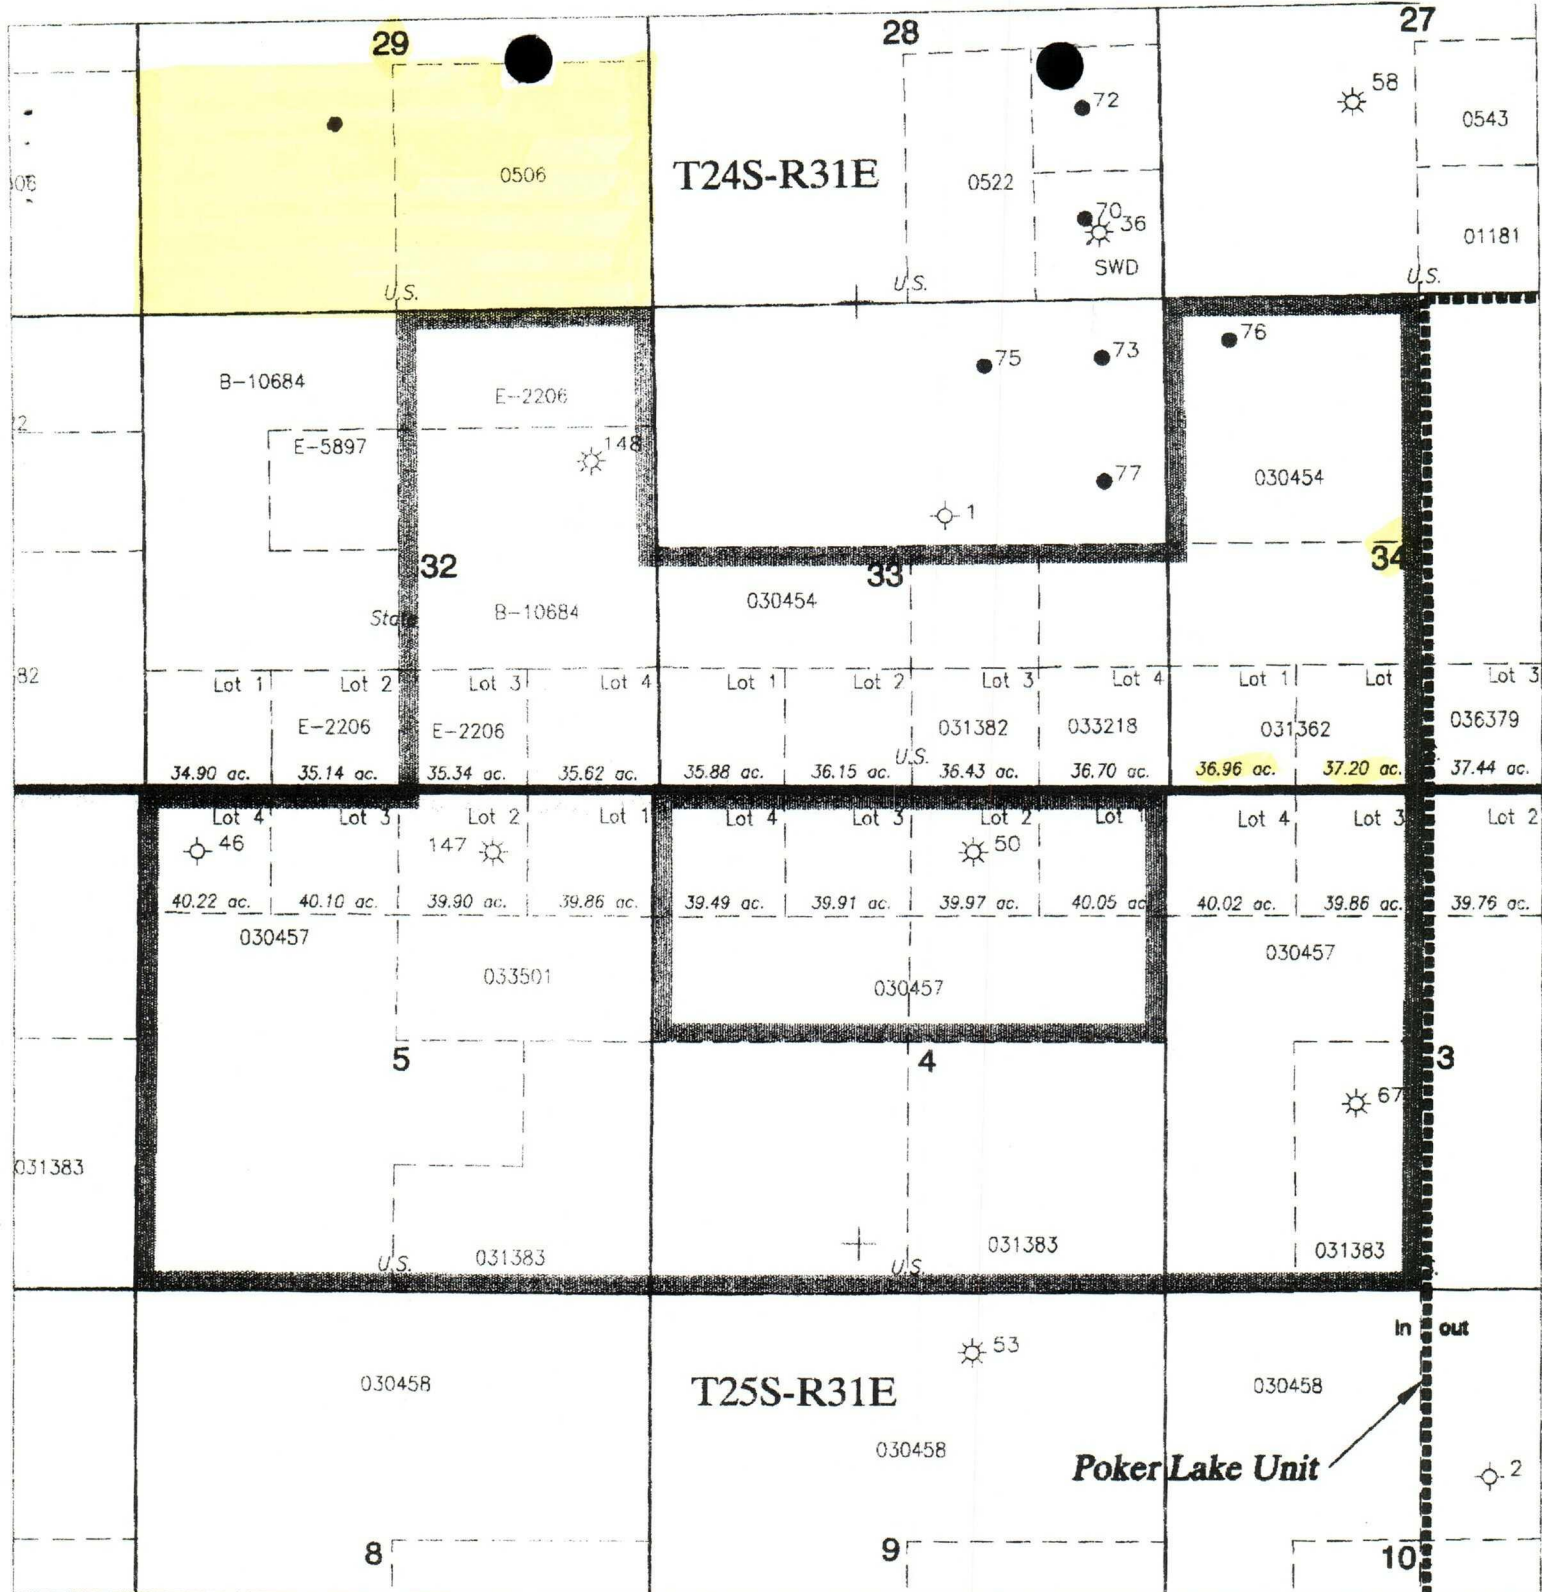 29
28
27
58
72
0543
0506
T24S-R31E
0522
70
36
01181
SWD
U.S.
U.S.
U.S.
76
75
73
B-10684
E-2206
E-5897
148
77
030454
1
32
33
34
030454
State
B-10684
82
Lot 1
Lot 2
Lot 3
Lot 4
Lot 1
Lot 2
Lot 3
Lot 4
Lot 1
Lot
Lot 3
E-2206
E-2206
031382
033218
031362
036379
U.S.
34.90 ac.
35.14 ac.
35.34 ac.
35.62 ac.
35.88 ac.
36.15 ac.
36.43 ac.
36.70 ac.
36.96 ac.
37.20 ac.
37.44 ac.
Lot 4
Lot 3
Lot 2
Lot 1
Lot 4
Lot 3
Lot 2
Lot 1
Lot 4
Lot 3
Lot 2
46
147
50
40.22 ac.
40.10 ac.
39.90 ac.
39.86 ac.
39.49 ac.
39.91 ac.
39.97 ac.
40.05 ac
40.02 ac.
39.86 ac.
39.76 ac.
030457
033501
030457
030457
5
4
3
67
031383
031383
031383
031383
U.S.
U.S.
In
out
53
030458
T25S-R31E
030458
030458
Poker Lake Unit
2
8
9
10